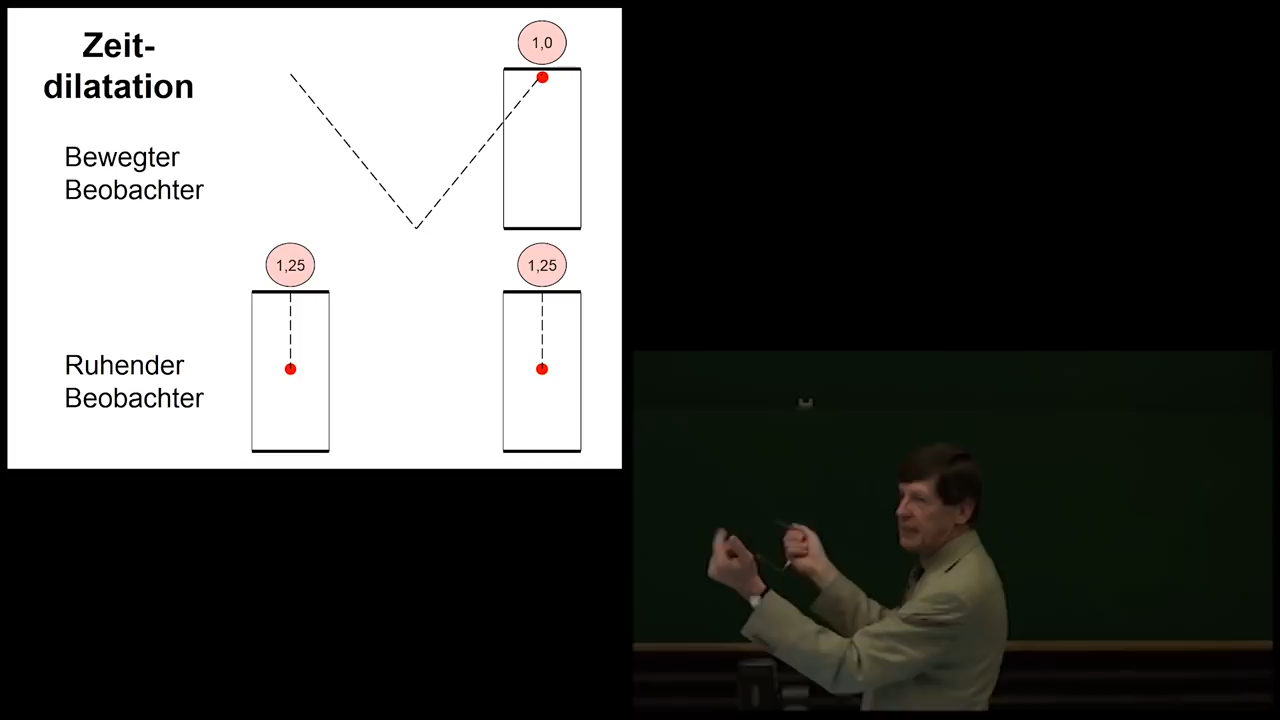 Zeit-
dilatation
1,0
Bewegter
Beobachter
1,25
1,25
Ruhender
Beobachter